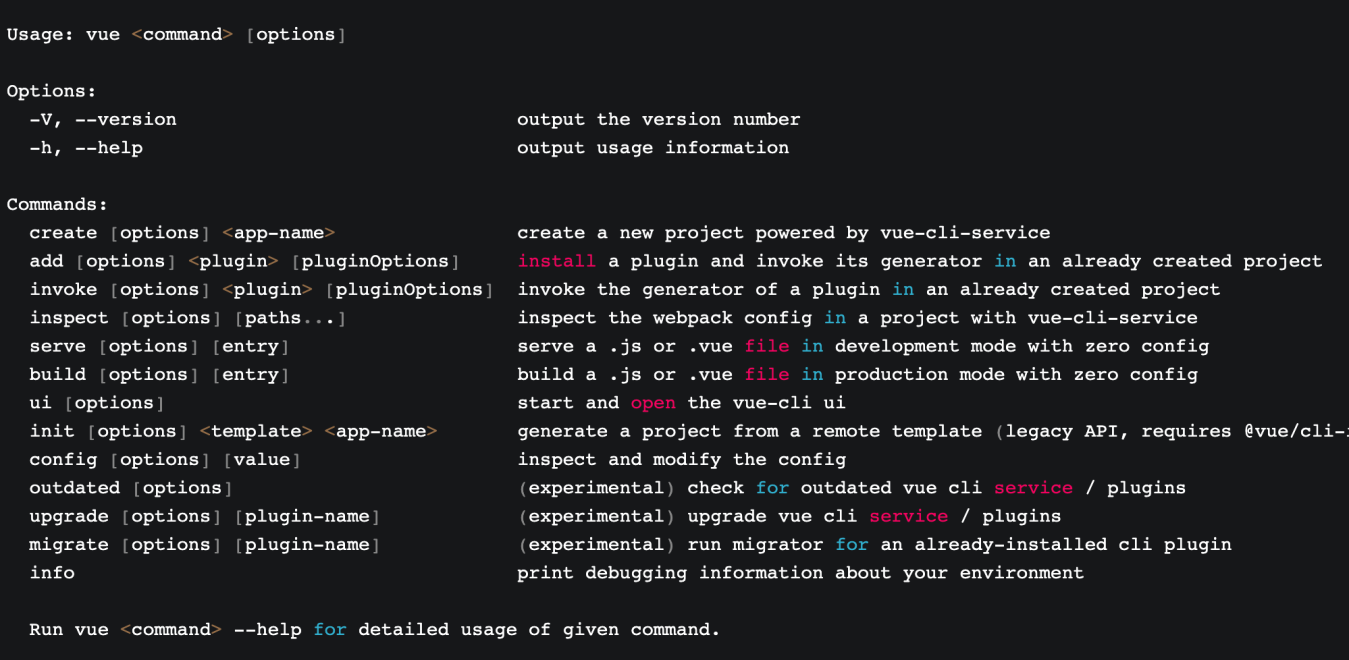 Usage: vue <command> [options]
Options:
-V, --version output the version number
-h, --help output usage information
Commands:
create [options] <app-name> create a new project powered by vue-cli-service
add [options] <plugin> [pluginOptions] install a plugin and invoke its generator in an already created project
invoke [options] <plugin> [pluginOptions] invoke the generator of a plugin in an already created project
inspect [options] [paths...] inspect the webpack config in a project with vue-cli-service
serve [options] [entry] serve a .js or .vue file in development mode with zero config
build [options] [entry] build a .js or .vue file in production mode with zero config
ui [options] start and open the vue-cli ui
init [options] <template> <app-name> generate a project from a remote template (legacy API, requires @vue/cli-
config [options] [value] inspect and modify the config
outdated [options] (experimental) check for outdated vue cli service / plugins
upgrade [options] [plugin-name] (experimental) upgrade vue cli service / plugins
migrate [options] [plugin-name] (experimental) run migrator for an already-installed cli plugin
info print debugging information about your environment
Run vue <command> --help for detailed usage of given command.